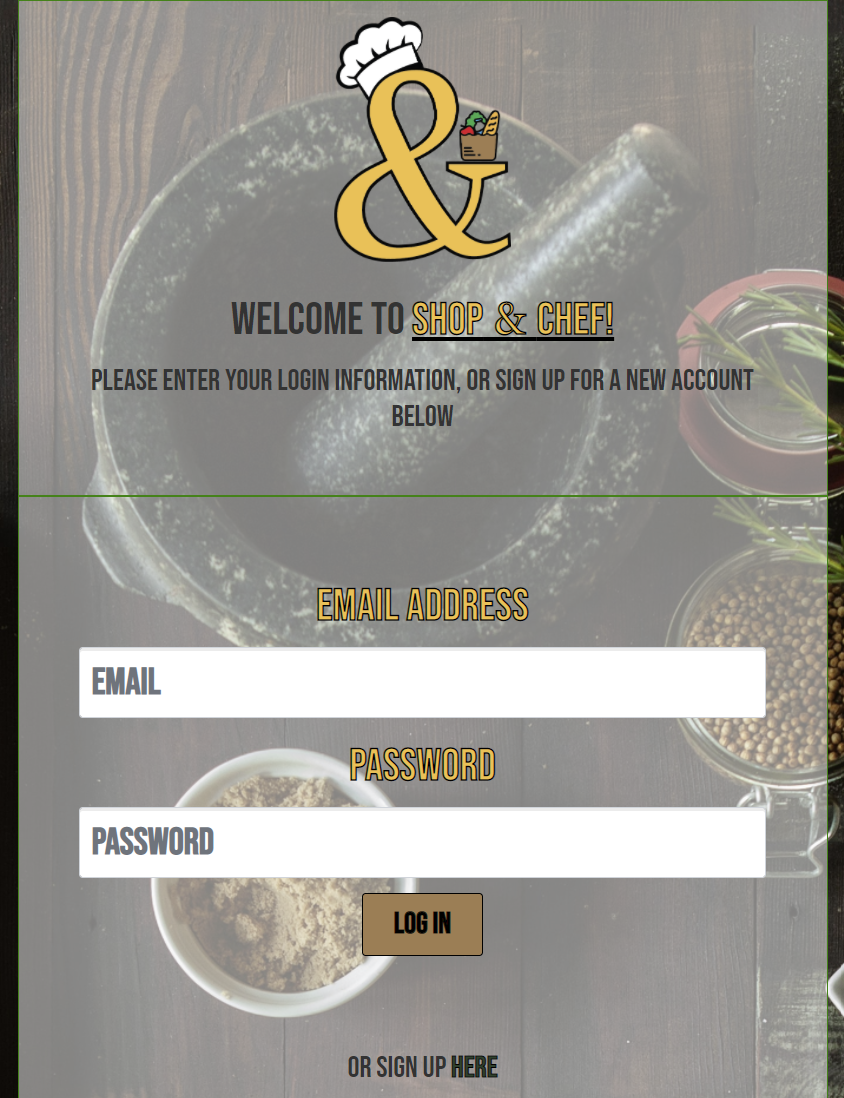 &
WELCOME TO SHOP & CHEF!
PLEASE ENTER YOUR LOGIN INFORMATION, OR SIGN UP FOR A NEW ACCOUNT
BELOW
EMAIL ADDRESS
EMAIL
PASSWORD
PASSWORD
LOG IN
OR SIGN UP HERE